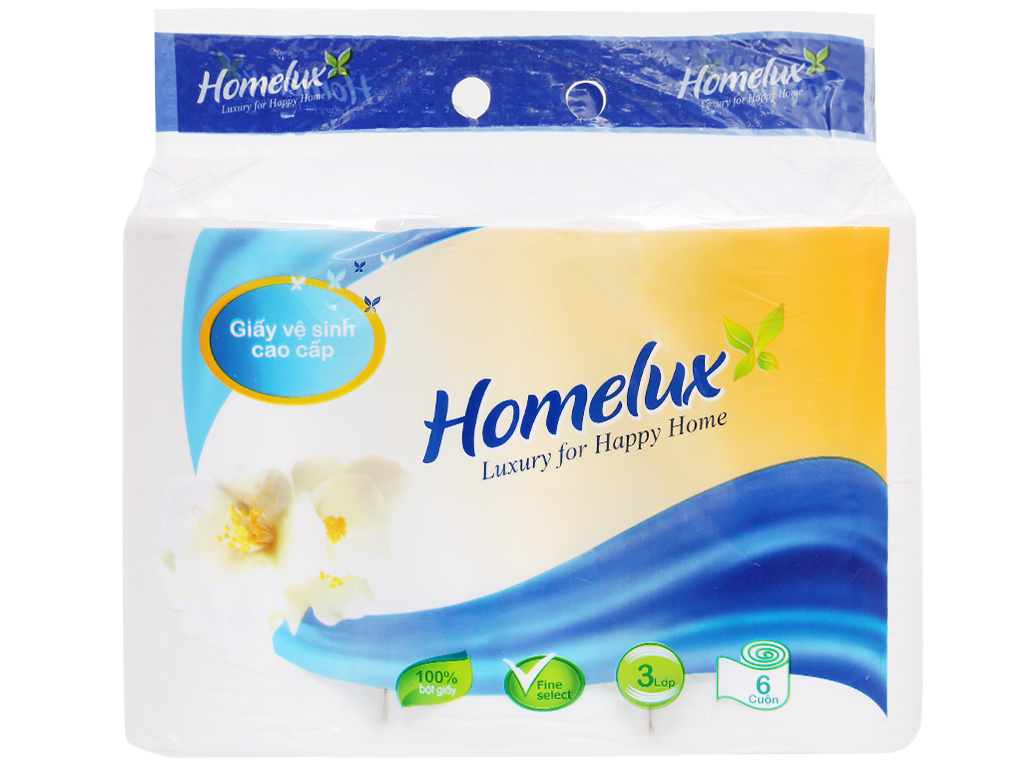 Homelux
Luxury for Happy Home
Homelux
Luxury for Happy Home
Giấy vệ sinh
cao cấp
Homelux
Luxury for Happy Home
100%
bột giấy
Fine
select
3 Lớp
6
Cuộn